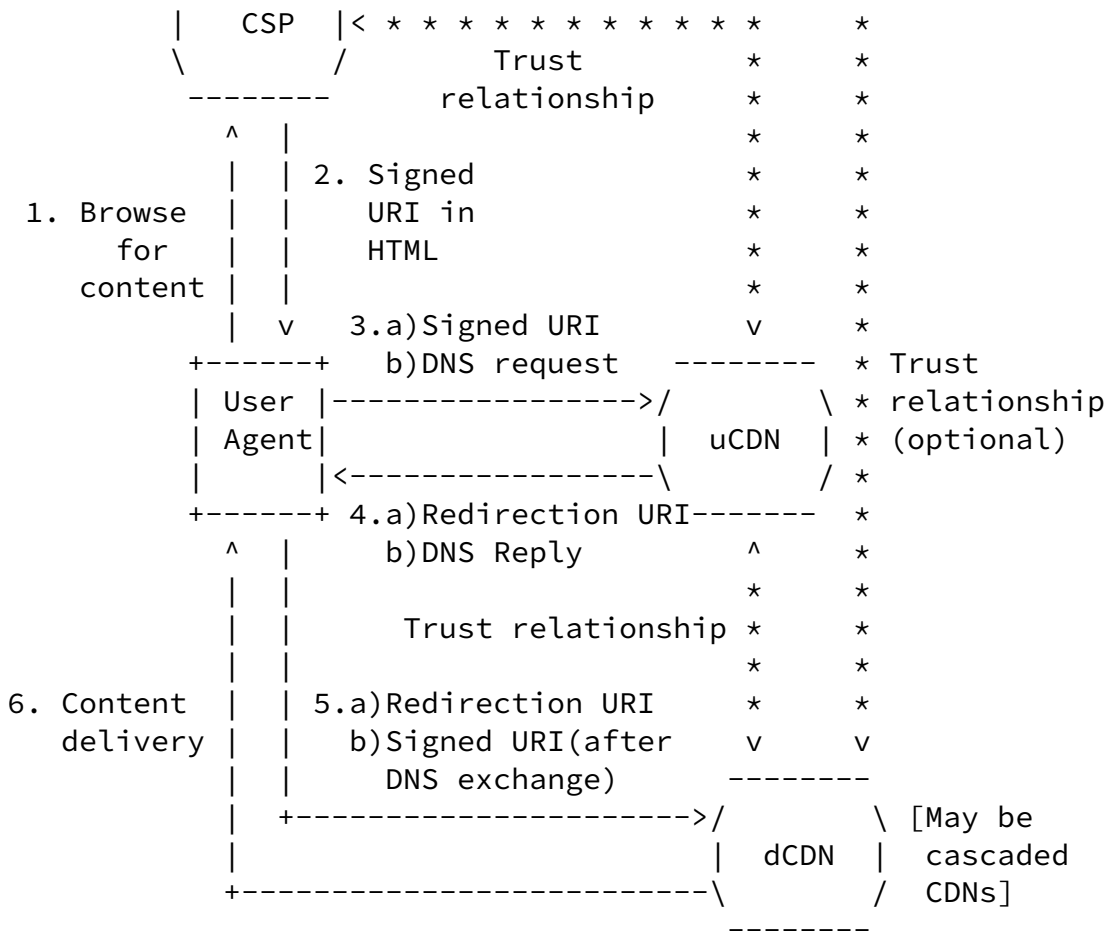 CSP
Trust
relationship
2. Signed
1. Browse URI in
for HTML
content
3.a)Signed URI
b)DNS request Trust
User relationship
Agent uCDN (optional)
4.a)Redirection URI
b)DNS Reply
Trust relationship
6. Content 5.a)Redirection URI
delivery b)Signed URI(after
DNS exchange)
[May be
dCDN cascaded
CDNs]